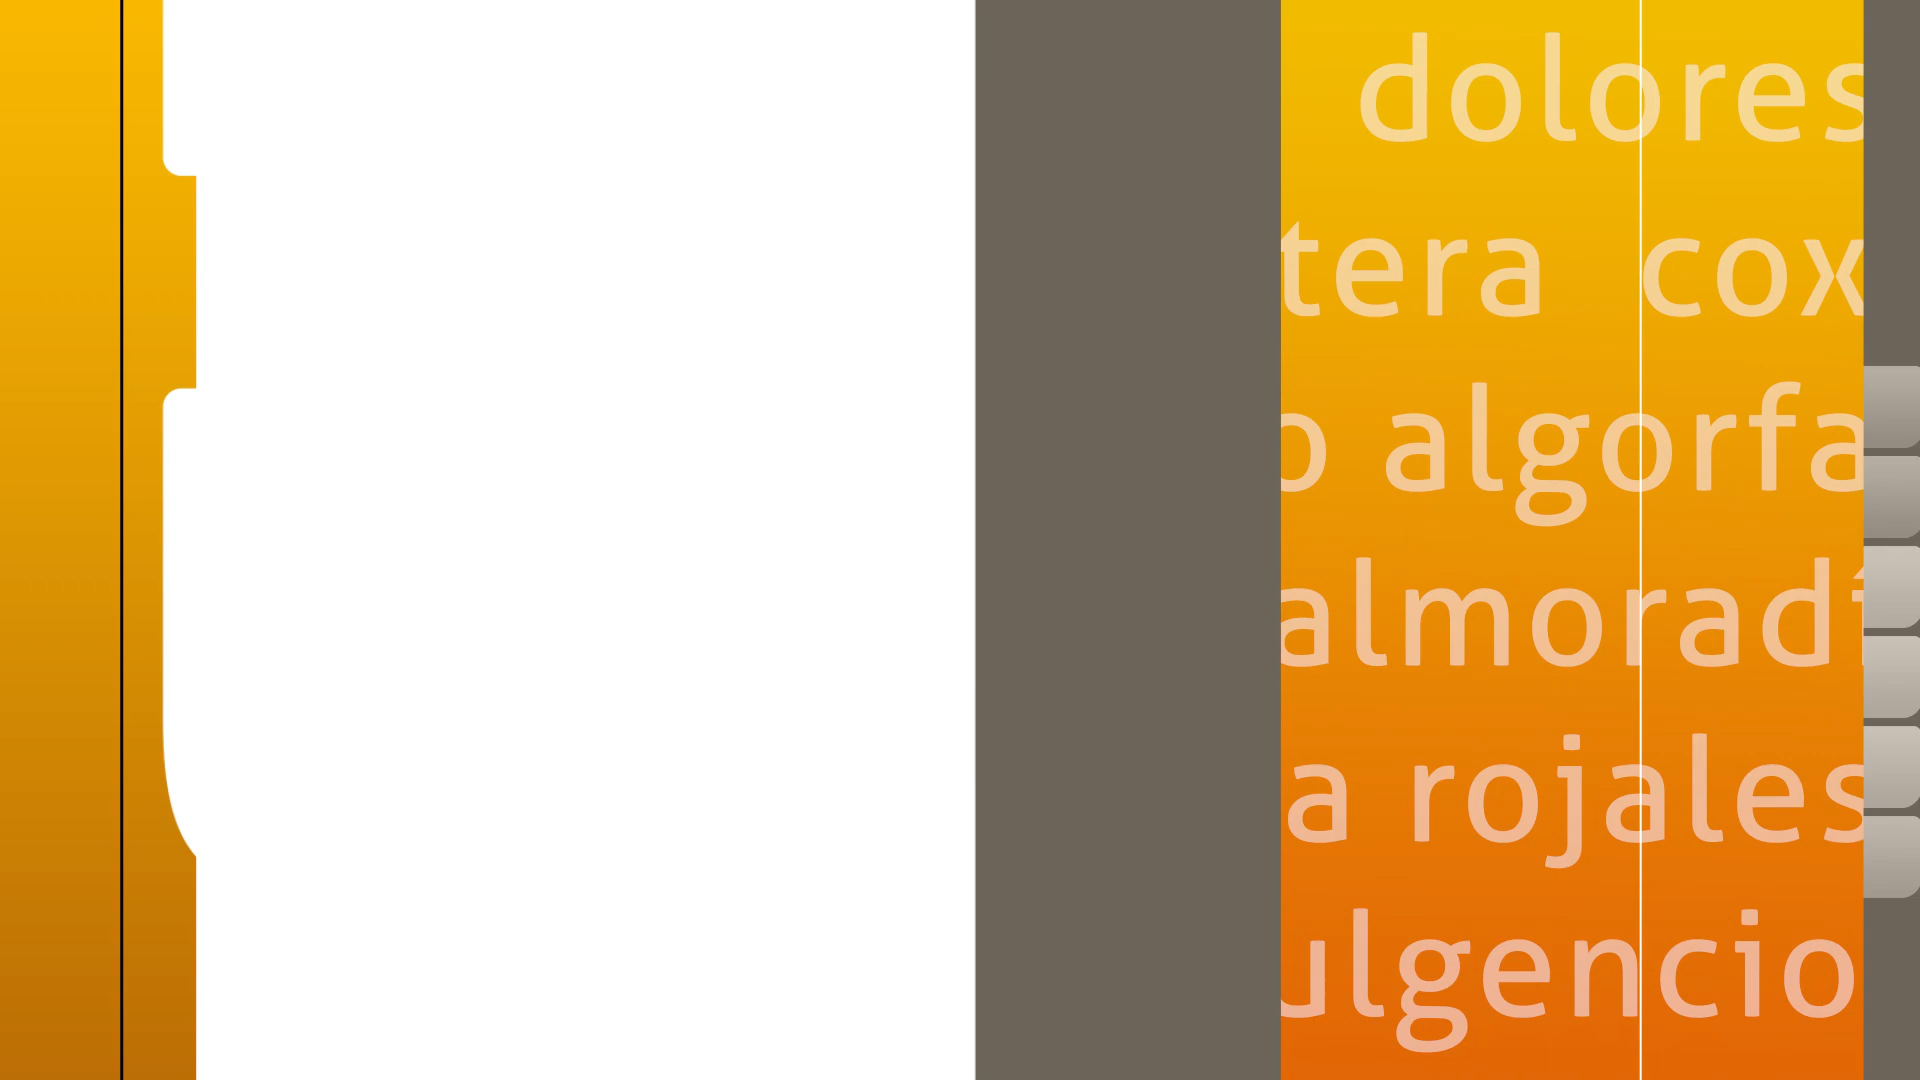 dolores
tera cox
o algorfa
almoradí
a rojales
ulgencio